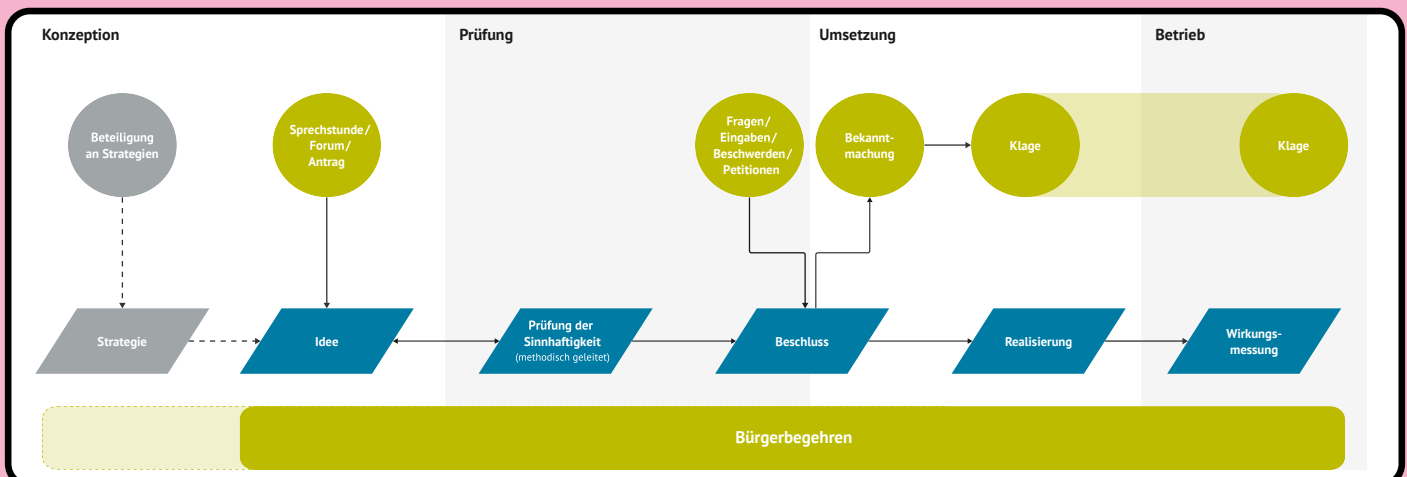 Konzeption
Prüfung
Umsetzung
Betrieb
Beteiligung
an Strategien
Sprechstunde/
Forum/
Antrag
Fragen/
Eingaben/
Beschwerden/
Petitionen
Bekannt-
machung
Klage
Klage
Strategie
Idee
Prüfung der
Sinnhaftigkeit
(methodisch geleitet)
Beschluss
Realisierung
Wirkungs-
messung
Bürgerbegehren